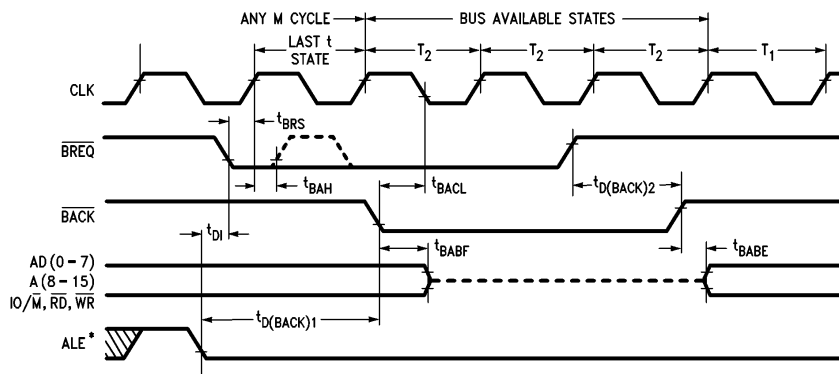 ANY M CYCLE BUS AVAILABLE STATES
LAST t STATE T2 T2 T2 T1
CLK
tBRS
BREQ
tBAH tBACL tD(BACK)2
BACK
tDI tBABF tBABE
AD (0-7)
A (8-15)
IO/M, RD, WR
tD(BACK)1
ALE*